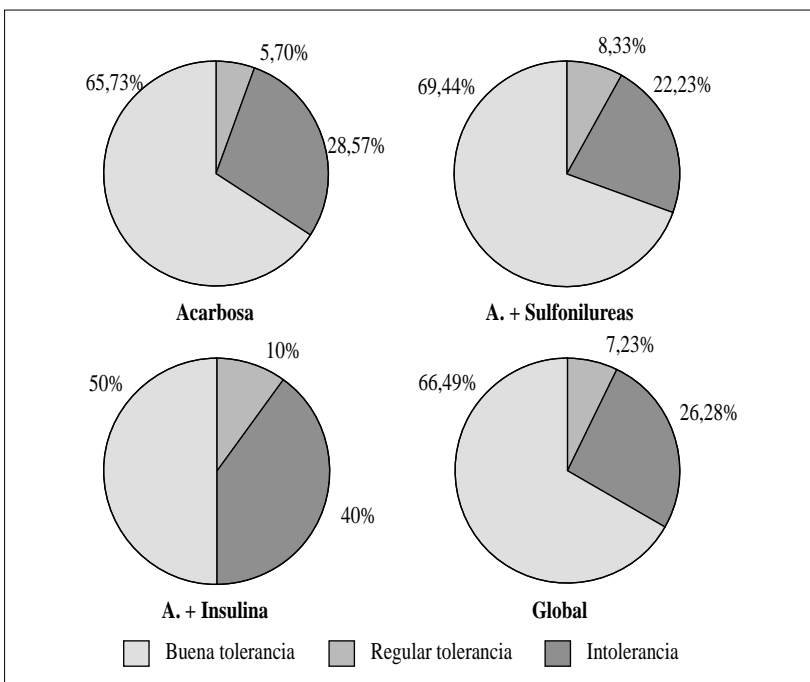 5,70%
65,73%
28,57%
Acarbosa
8,33%
69,44%
22,23%
A. + Sulfonilureas
10%
50%
40%
A. + Insulina
7,23%
66,49%
26,28%
Global
Buena tolerancia
Regular tolerancia
Intolerancia